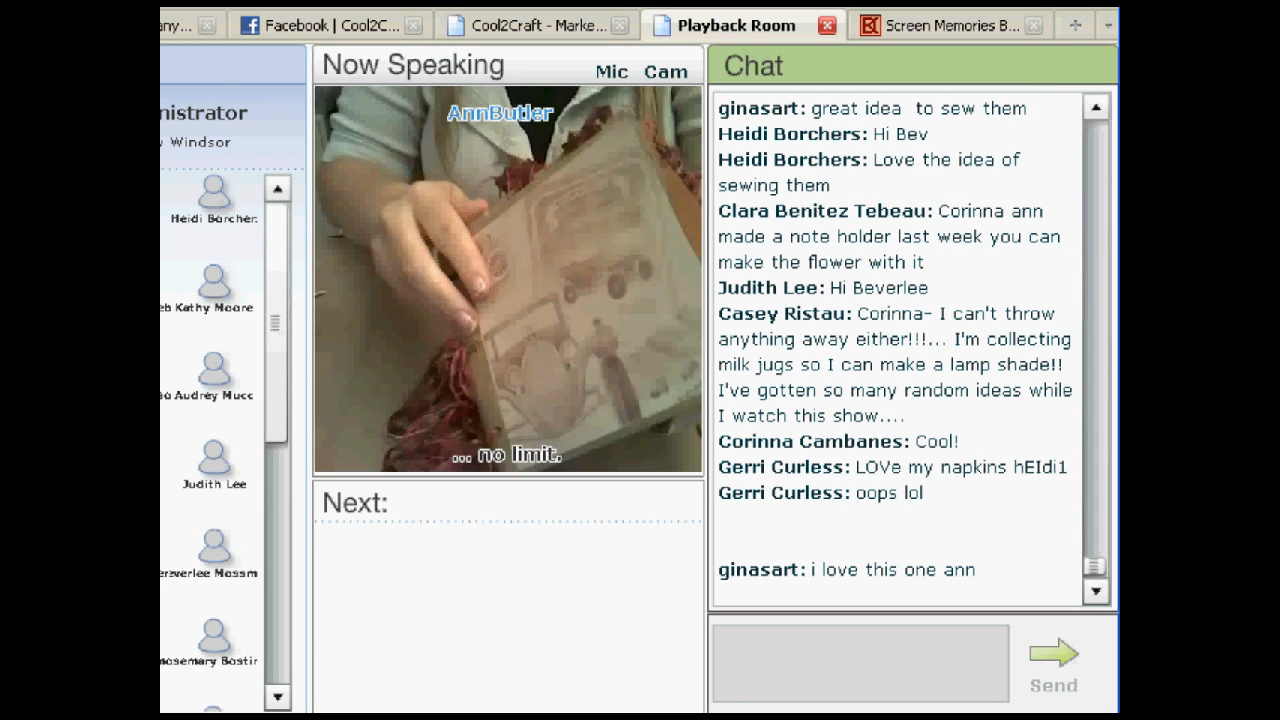 any...
Facebook | Cool2C...
Cool2Craft - Marke...
Playback Room
Screen Memories B...
nistrator
Windsor
Heidi Borcher
Kathy Moore
Audrey Mucc
Judith Lee
everlee Mossm
osemary Bostir
Now Speaking
Mic Cam
AnnButler
... no limit.
Next:
Chat
ginasart: great idea to sew them
Heidi Borchers: Hi Bev
Heidi Borchers: Love the idea of
sewing them
Clara Benitez Tebeau: Corinna ann
made a note holder last week you can
make the flower with it
Judith Lee: Hi Beverlee
Casey Ristau: Corinna- I can't throw
anything away either!!!... I'm collecting
milk jugs so I can make a lamp shade!!
I've gotten so many random ideas while
I watch this show....
Corinna Cambanes: Cool!
Gerri Curless: LOVe my napkins hEIdi1
Gerri Curless: oops lol
ginasart: i love this one ann
Send